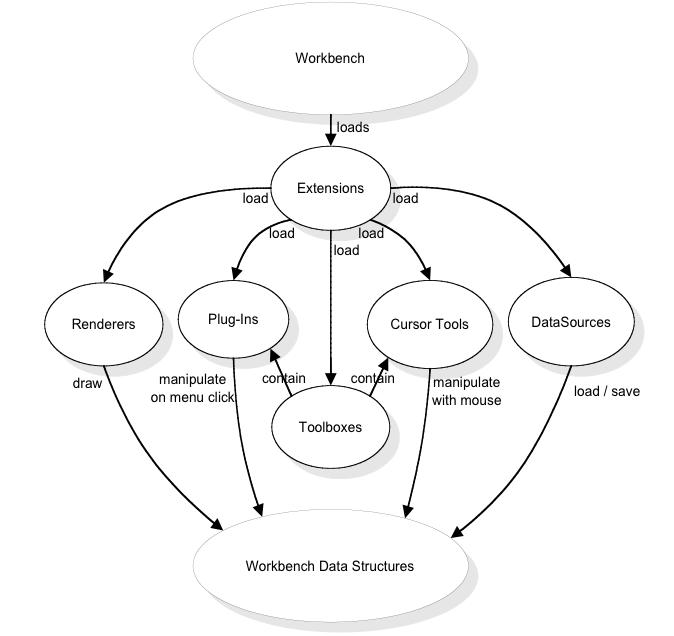 Workbench
loads
Extensions
load
load
load
load
load
Renderers
Plug-Ins
Cursor Tools
DataSources
draw
manipulate
on menu click
contain
contain
manipulate
with mouse
load / save
Toolboxes
Workbench Data Structures